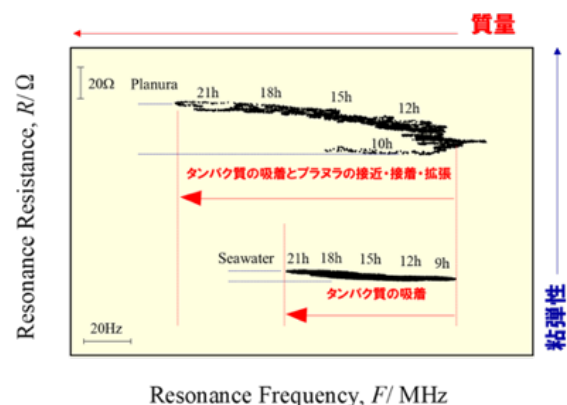 質量
20Ω
Planura
21h
18h
15h
12h
10h
タンパク質の吸着とプラヌラの接近・接着・拡張
Seawater
21h
18h
15h
12h
9h
タンパク質の吸着
20Hz
Resonance Resistance, R/ Ω
粘弾性
Resonance Frequency, F/ MHz